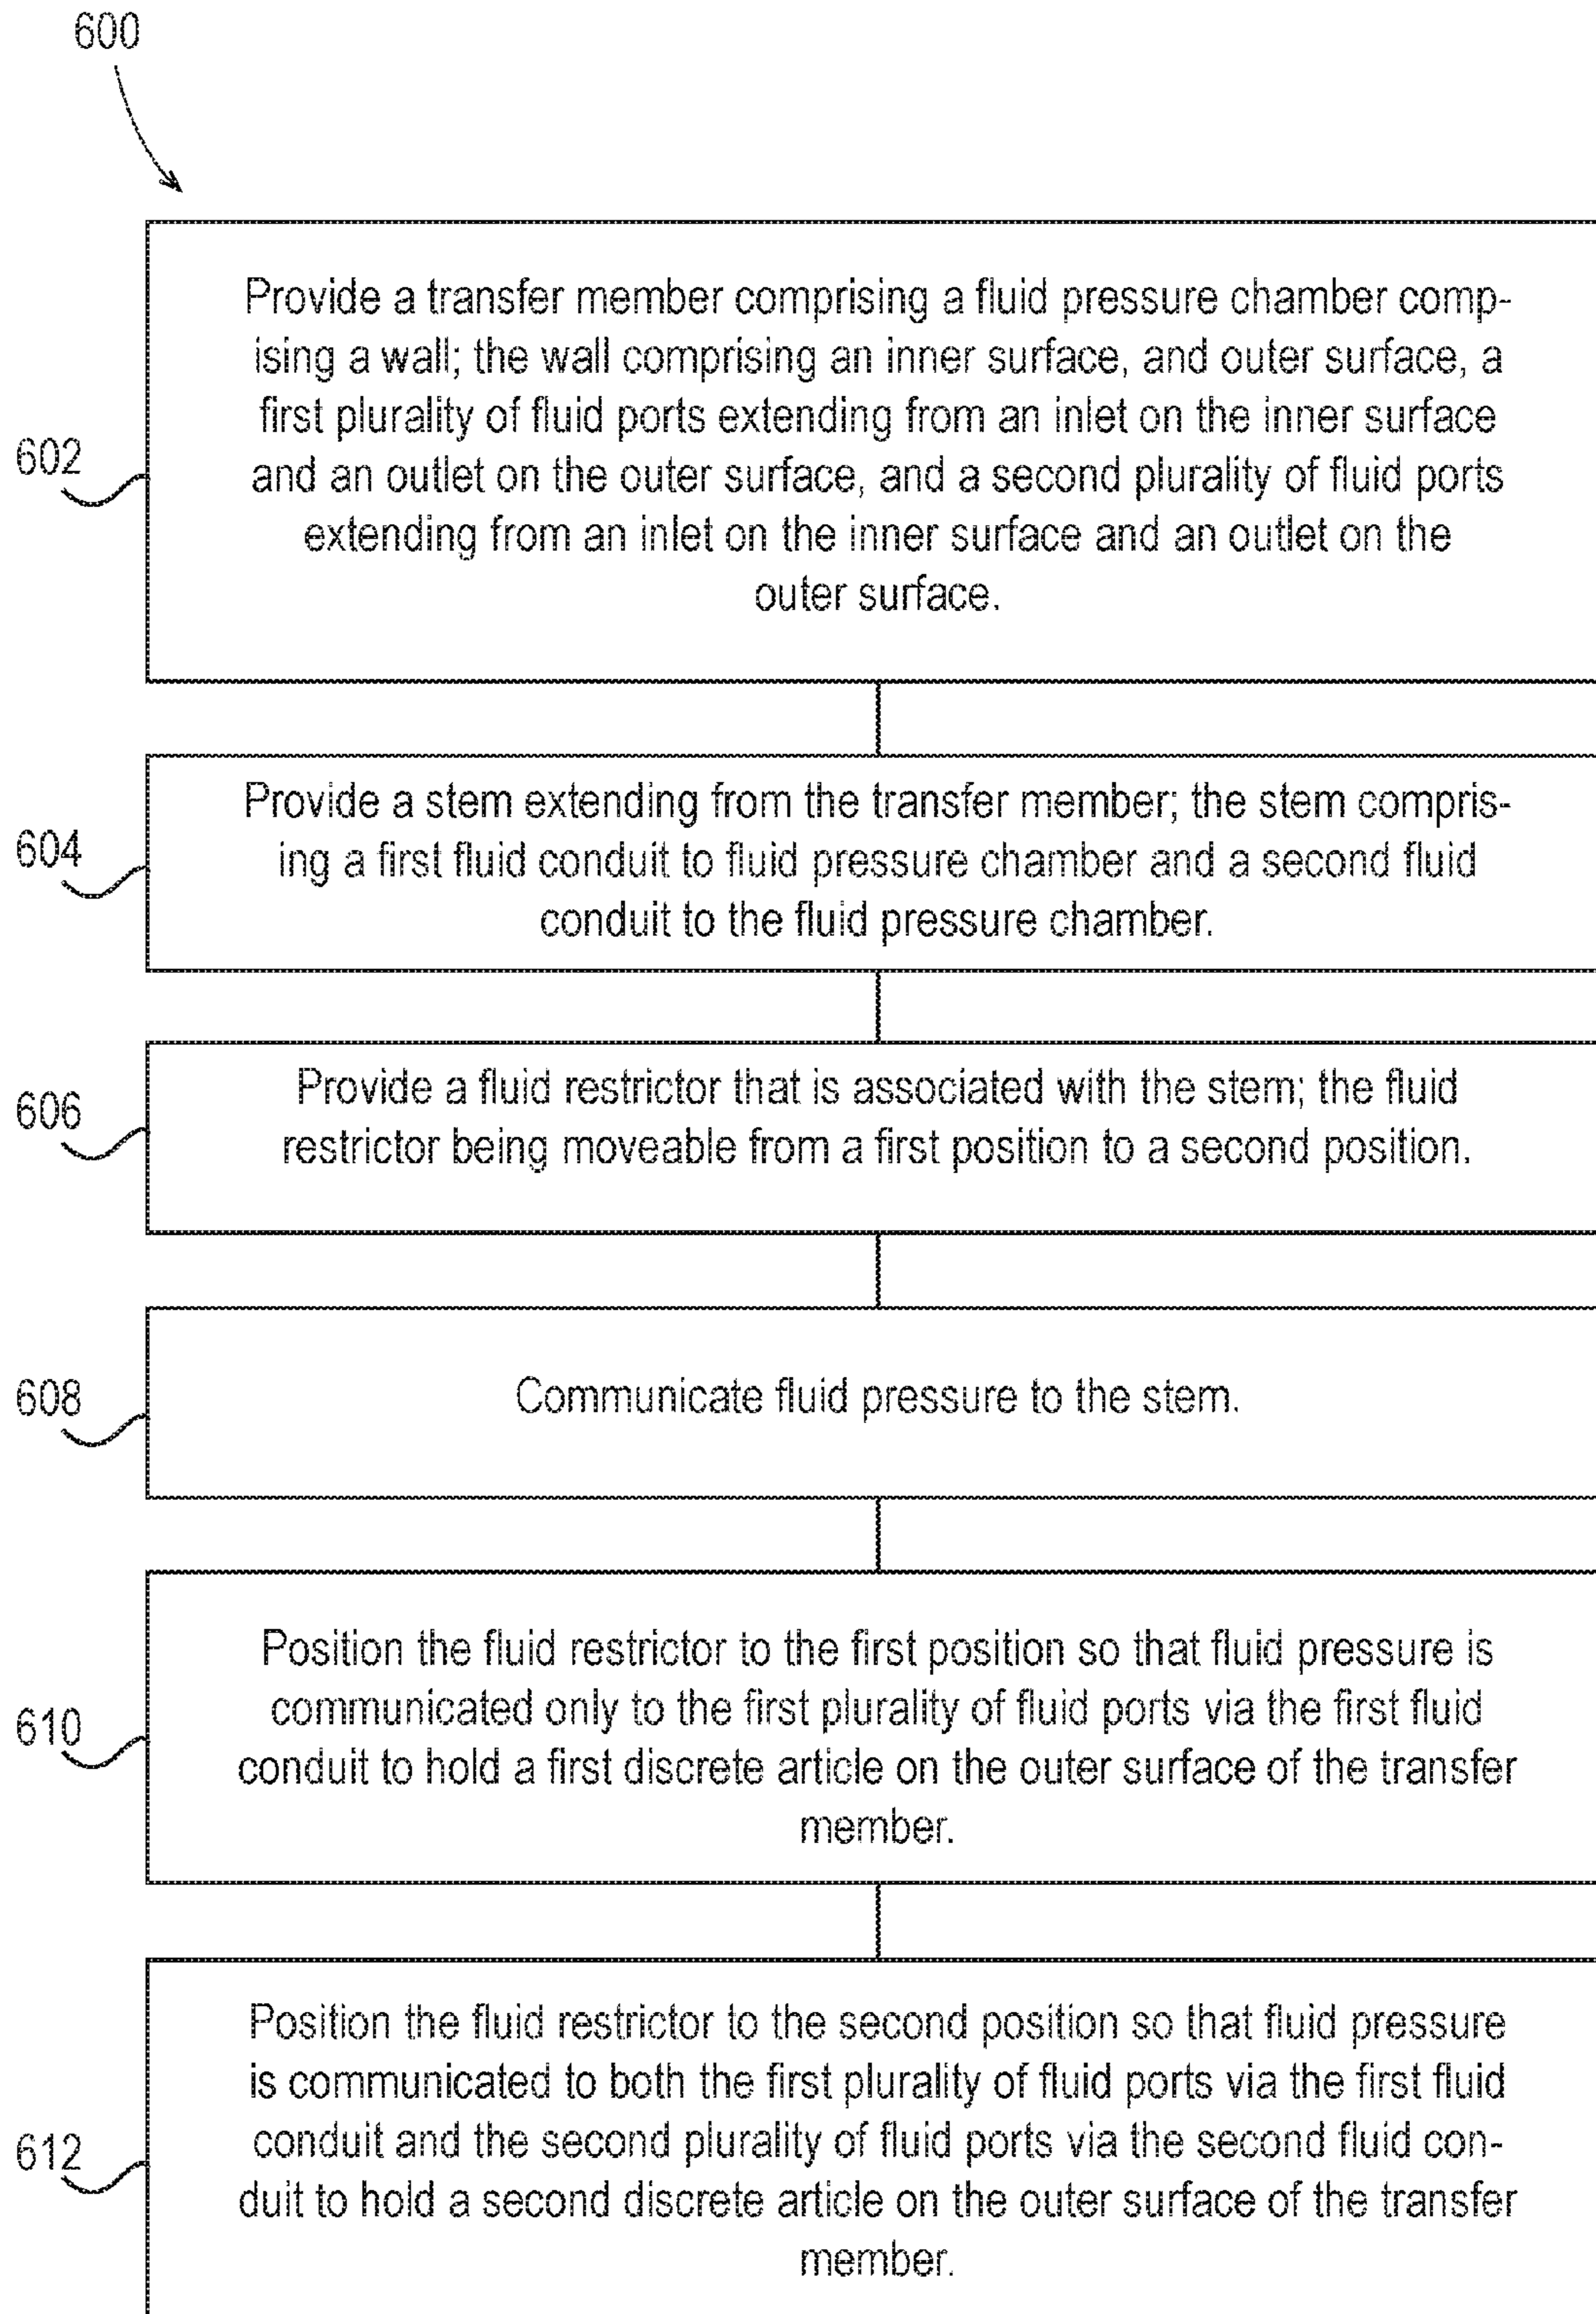 600
Provide a transfer member comprising a fluid pressure chamber comp-
ising a wall; the wall comprising an inner surface, and outer surface, a
first plurality of fluid ports extending from an inlet on the inner surface
and an outlet on the outer surface, and a second plurality of fluid ports
extending from an inlet on the inner surface and an outlet on the
outer surface.
602
Provide a stem extending from the transfer member; the stem compris-
ing a first fluid conduit to fluid pressure chamber and a second fluid
conduit to the fluid pressure chamber.
604
Provide a fluid restrictor that is associated with the stem; the fluid
restrictor being moveable from a first position to a second position.
606
Communicate fluid pressure to the stem.
608
Position the fluid restrictor to the first position so that fluid pressure is
communicated only to the first plurality of fluid ports via the first fluid
conduit to hold a first discrete article on the outer surface of the transfer
member.
610
Position the fluid restrictor to the second position so that fluid pressure
is communicated to both the first plurality of fluid ports via the first fluid
conduit and the second plurality of fluid ports via the second fluid con-
duit to hold a second discrete article on the outer surface of the transfer
member.
612